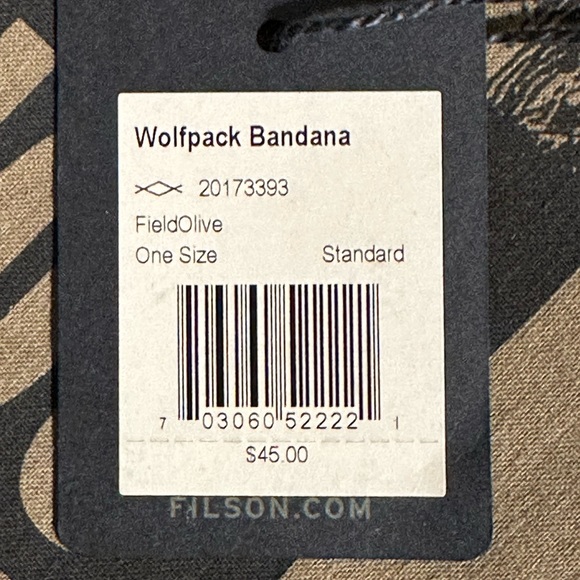 Wolfpack Bandana
20173393
FieldOlive
One Size Standard
7 03060 52222 1
$45.00
FILSON.COM